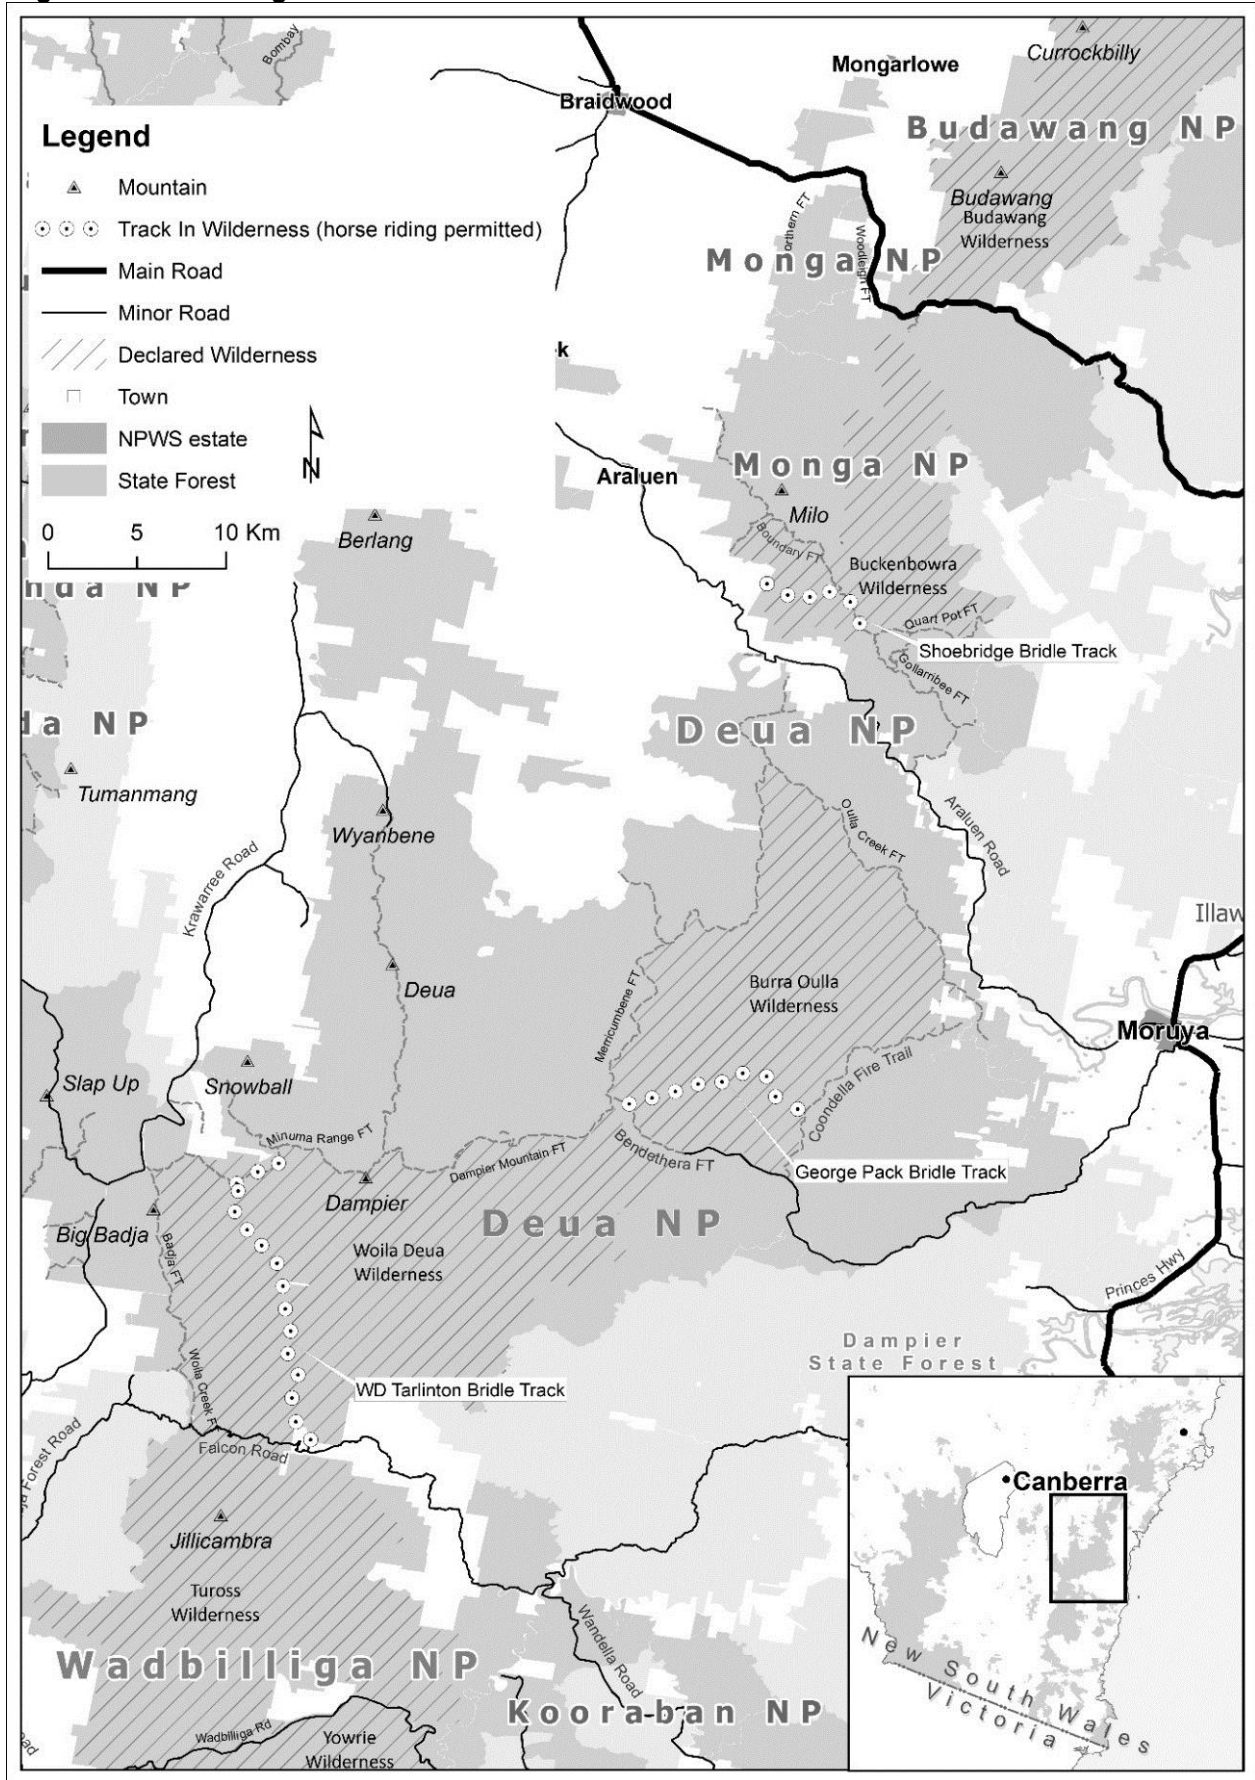 Bombay
Currockbilly
Mongarlowe
Braidwood
Budawang NP
Legend
Mountain
Track In Wilderness (horse riding permitted)
Main Road
Minor Road
Declared Wilderness
Town
NPWS estate
State Forest
N
0 5 10 Km
Budawang
Budawang
Wilderness
orthern FT
Woodleigh FT
Monga NP
k
Araluen
Monga NP
Milo
Berlang
Boundary FT
Buckenbowra
Wilderness
nda NP
Quart Pot FT
Shoebridge Bridle Track
Gollarribee FT
da NP
Deua NP
Tumanmang
Wyanbene
Oulla Creek FT
Araluen Road
Krawarree Road
Illaw
Deua
Burra Oulla
Wilderness
Merricumbene FT
Moruya
Slap Up
Snowball
Coondella Fire Trail
Minuma Range FT
Dampier Mountain FT
Bendethera FT
George Pack Bridle Track
Dampier
Big Badja
Badja FT
Deua NP
Woila Deua
Wilderness
Princes Hwy
Dampier
State Forest
Woila Creek F
WD Tarlinton Bridle Track
Falcon Road
ja Forest Road
Canberra
Jillicambra
Tuross
Wilderness
Wandella Road
Wadbilliga NP
Kooraban NP
Wadbilliga Rd
Yowrie
Wilderness
oad
New South Wales
Victoria